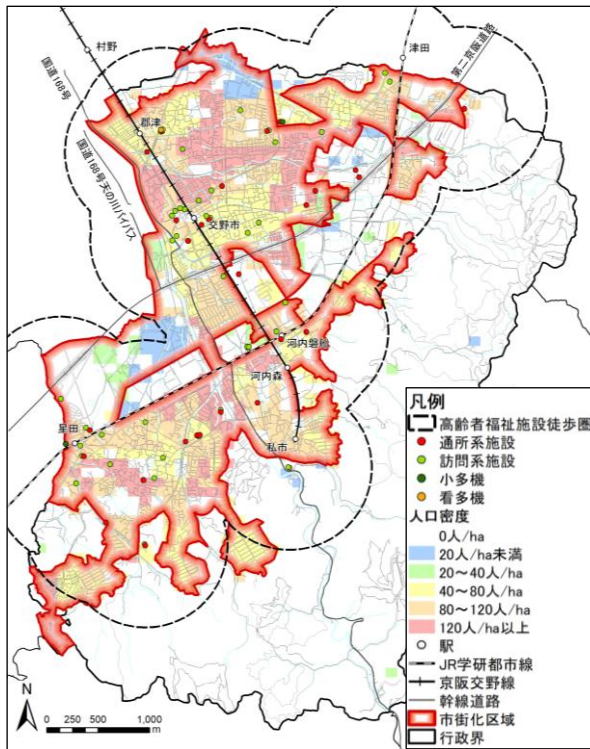 村野
津田
第二京阪道路
国道168号
郡津
国道168号天の川バイパス
交野市
河内磐船
河内森
星田
私市
凡例
高齢者福祉施設徒歩圏
通所系施設
訪問系施設
小多機
看多機
人口密度
0人/ha
20人/ha未満
20～40人/ha
40～80人/ha
80～120人/ha
120人/ha以上
駅
JR学研都市線
京阪交野線
幹線道路
市街化区域
行政界
N
0 250 500 1,000
m